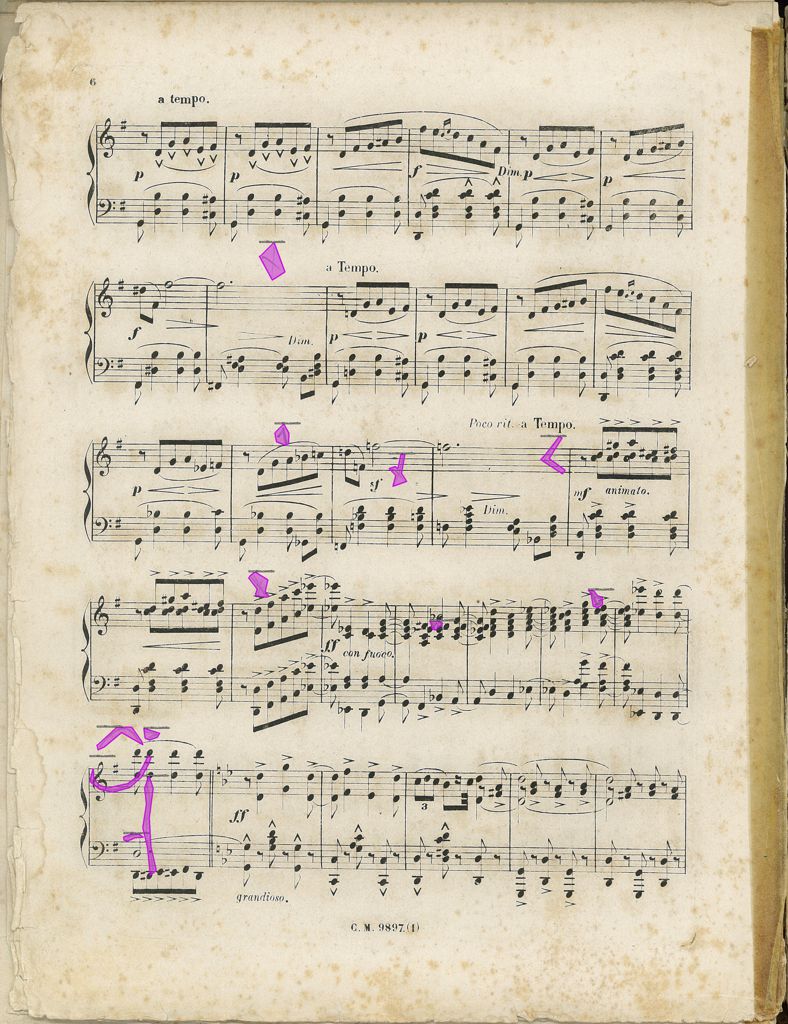 6
a tempo.
p p f Dim. p p
a Tempo.
f Dim. p p
Poco rit. a Tempo.
p sf Dim. mf animato.
ff con fuoco.
3
ff
grandioso.
C. M. 9897. (1)